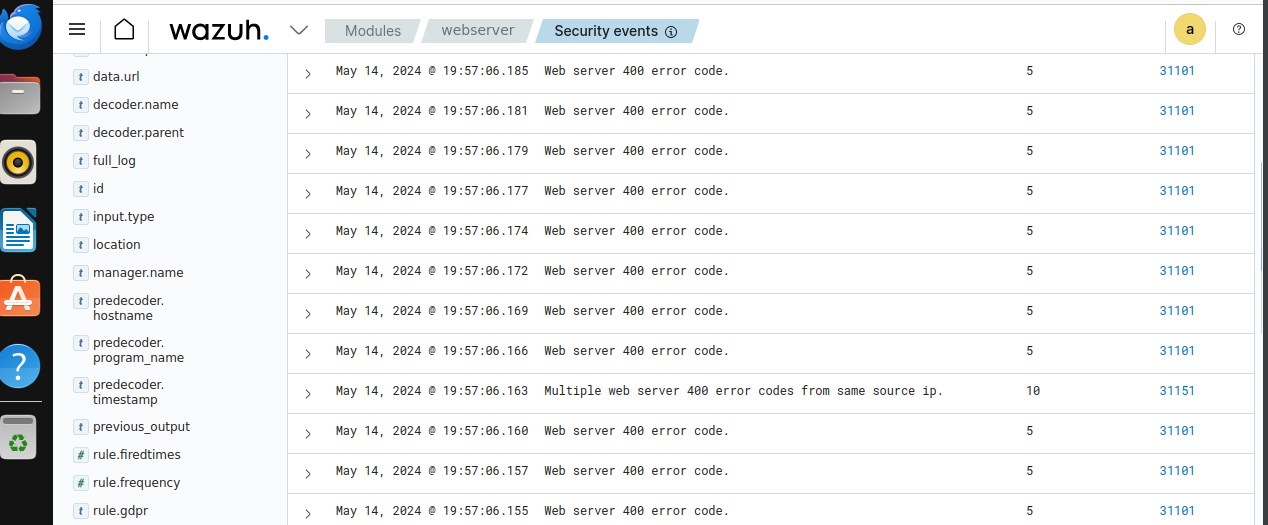 wazuh.
Modules
webserver
Security events
a
data.url
decoder.name
decoder.parent
full_log
id
input.type
location
manager.name
predecoder.
hostname
predecoder.
program_name
predecoder.
timestamp
previous_output
rule.firedtimes
rule.frequency
rule.gdpr
May 14, 2024 @ 19:57:06.185 Web server 400 error code. 5 31101
May 14, 2024 @ 19:57:06.181 Web server 400 error code. 5 31101
May 14, 2024 @ 19:57:06.179 Web server 400 error code. 5 31101
May 14, 2024 @ 19:57:06.177 Web server 400 error code. 5 31101
May 14, 2024 @ 19:57:06.174 Web server 400 error code. 5 31101
May 14, 2024 @ 19:57:06.172 Web server 400 error code. 5 31101
May 14, 2024 @ 19:57:06.169 Web server 400 error code. 5 31101
May 14, 2024 @ 19:57:06.166 Web server 400 error code. 5 31101
May 14, 2024 @ 19:57:06.163 Multiple web server 400 error codes from same source ip. 10 31151
May 14, 2024 @ 19:57:06.160 Web server 400 error code. 5 31101
May 14, 2024 @ 19:57:06.157 Web server 400 error code. 5 31101
May 14, 2024 @ 19:57:06.155 Web server 400 error code. 5 31101